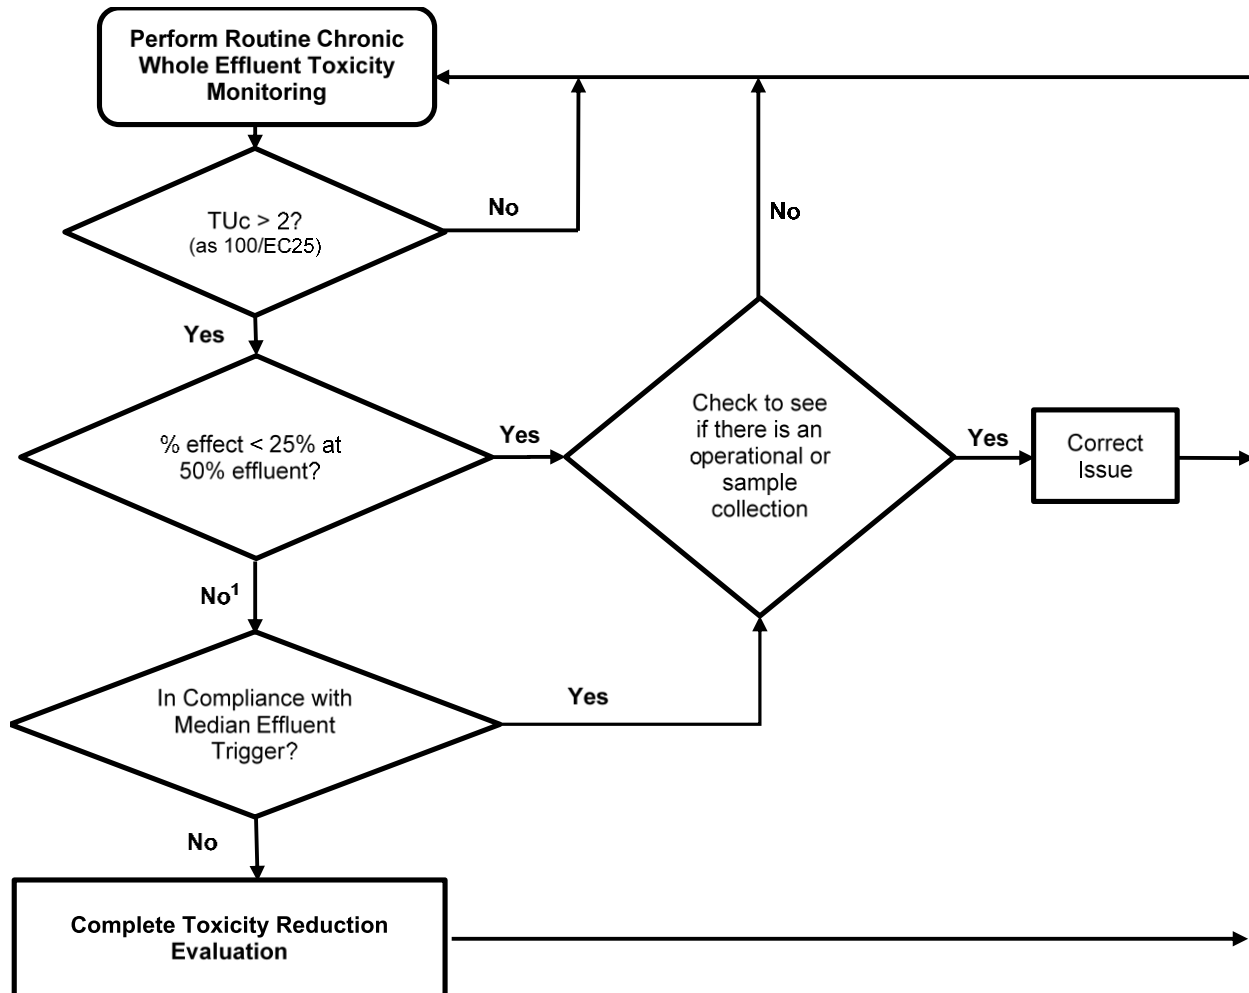 Perform Routine Chronic
Whole Effluent Toxicity
Monitoring
TUc > 2?
(as 100/EC25)
No
Yes
% effect < 25% at
50% effluent?
Yes
Check to see
if there is an
operational or
sample
collection
No
Yes
Correct
Issue
No¹
In Compliance with
Median Effluent
Trigger?
Yes
No
Complete Toxicity Reduction
Evaluation